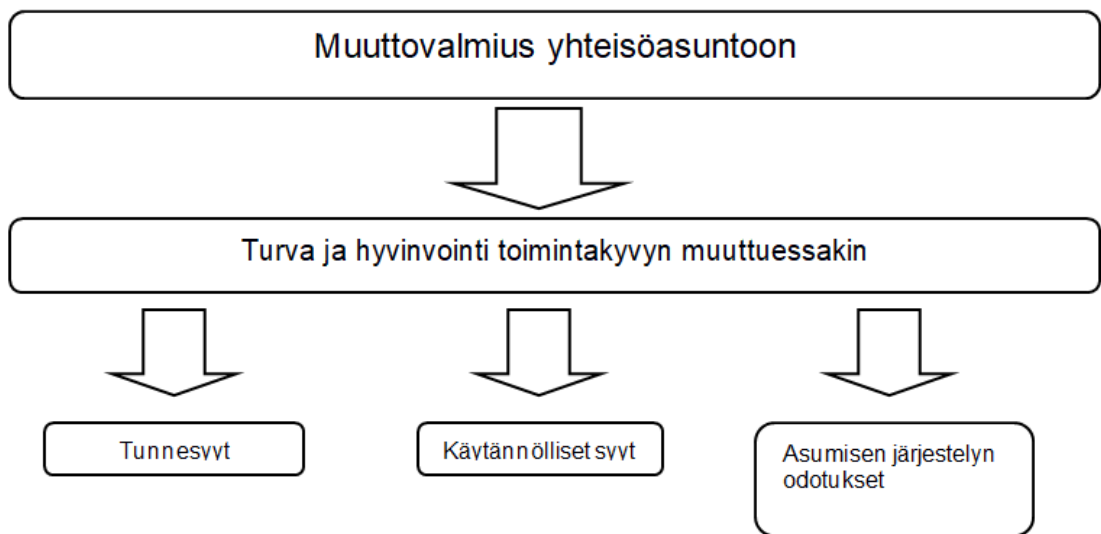 Muuttovalmius yhteisöasuntoon
Turva ja hyvinvointi toimintakyvyn muuttuessakin
Tunnesyyt
Käytännölliset syyt
Asumisen järjestelyn
odotukset